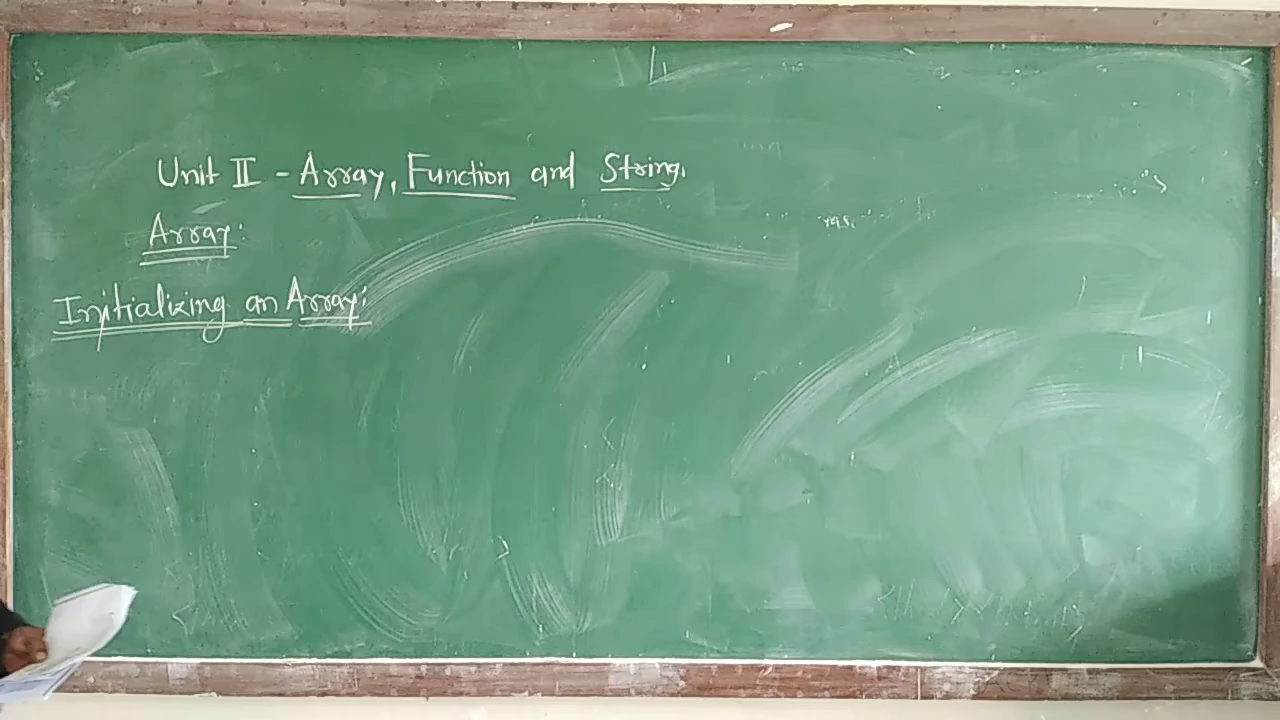 Unit II - Array, Function and String.
Array:
Initializing an Array: